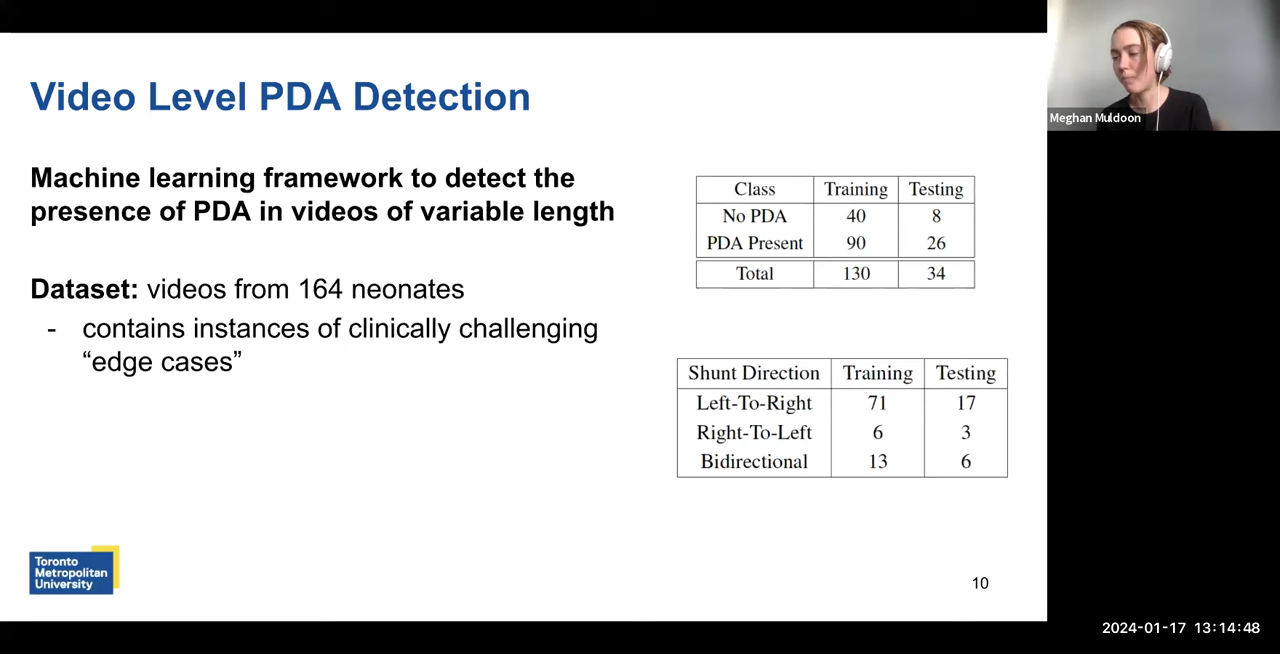 Video Level PDA Detection
Machine learning framework to detect the
presence of PDA in videos of variable length
Dataset: videos from 164 neonates
- contains instances of clinically challenging
“edge cases”
Class Training Testing
No PDA 40 8
PDA Present 90 26
Total 130 34
Shunt Direction Training Testing
Left-To-Right 71 17
Right-To-Left 6 3
Bidirectional 13 6
Toronto
Metropolitan
University
10
Meghan Muldoon
2024-01-17 13:14:48